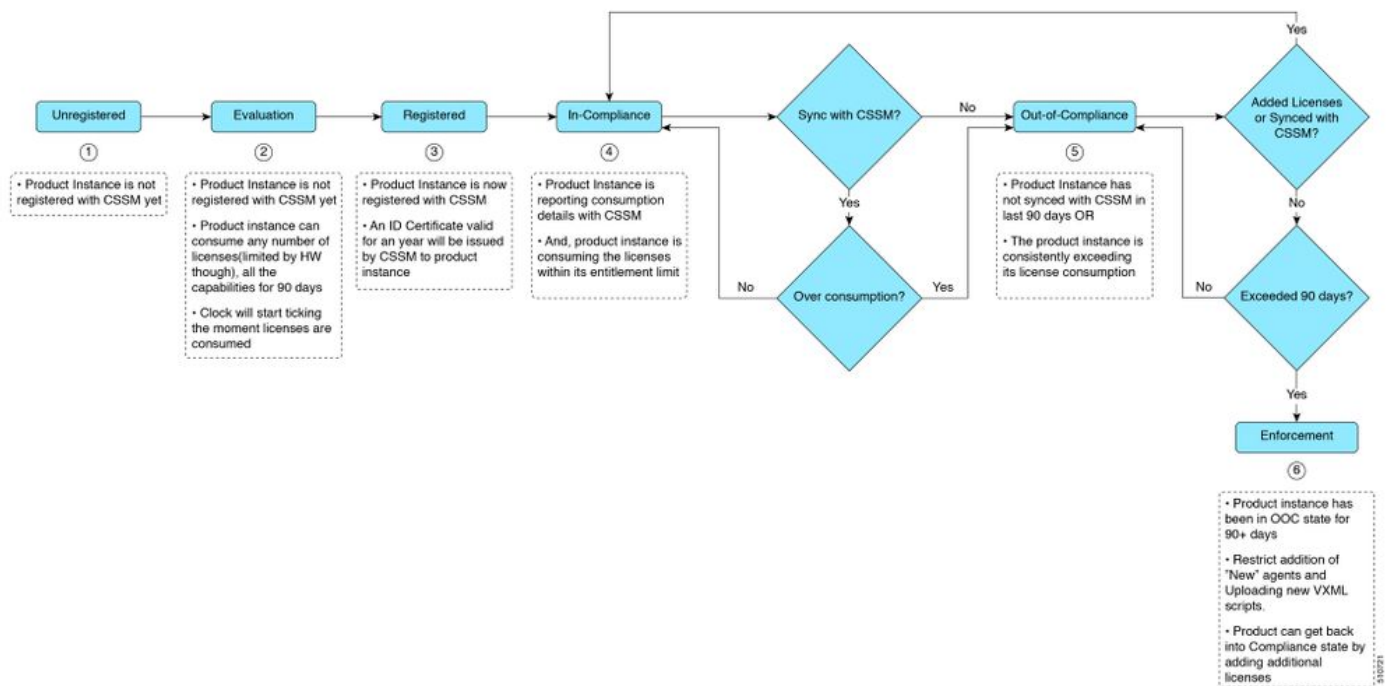 Yes
Unregistered
Evaluation
Registered
In-Compliance
Sync with CSSM?
No
Out-of-Compliance
Added Licenses
or Synced with
CSSM?
1
• Product Instance is not
registered with CSSM yet
2
• Product Instance is not
registered with CSSM yet
• Product instance can
consume any number of
licenses(limited by HW
though), all the
capabilities for 90 days
• Clock will start ticking
the moment licenses are
consumed
3
• Product Instance is now
registered with CSSM
• An ID Certificate valid
for an year will be issued
by CSSM to product
instance
4
• Product Instance is
reporting consumption
details with CSSM
• And, product instance is
consuming the licenses
within its entitlement limit
Yes
No
Over consumption?
Yes
5
• Product Instance has
not synced with CSSM in
last 90 days OR
• The product instance is
consistently exceeding
its license consumption
No
No
Exceeded 90 days?
Yes
Enforcement
6
• Product instance has
been in OOC state for
90+ days
• Restrict addition of
"New" agents and
Uploading new VXML
scripts.
• Product can get back
into Compliance state by
adding additional
licenses
510721